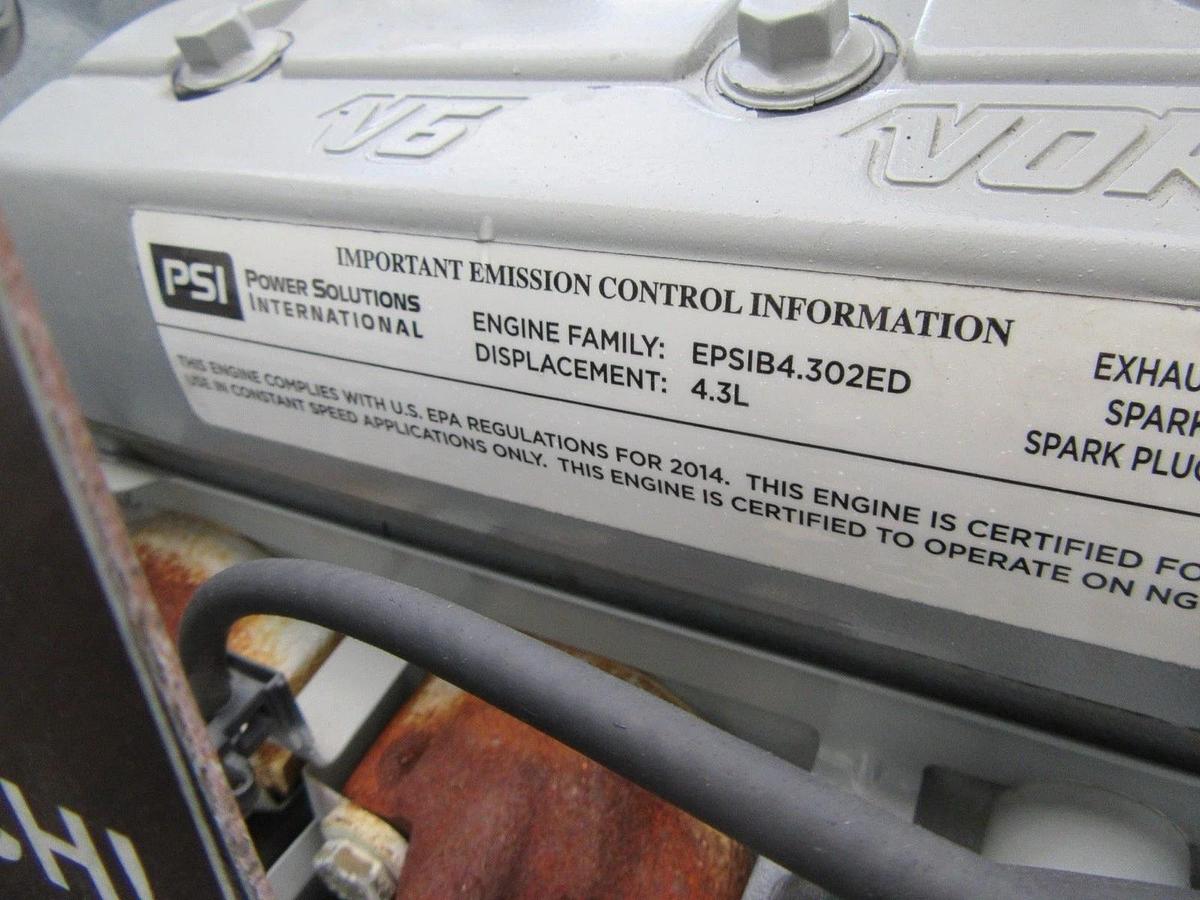 V6
VOR
IMPORTANT EMISSION CONTROL INFORMATION
PSI
POWER SOLUTIONS
INTERNATIONAL
ENGINE FAMILY: EPSIB4.302ED
DISPLACEMENT: 4.3L
EXHAU
SPARK
SPARK PLUG
THIS ENGINE COMPLIES WITH U.S. EPA REGULATIONS FOR 2014. THIS ENGINE IS CERTIFIED FO
USE IN CONSTANT SPEED APPLICATIONS ONLY. THIS ENGINE IS CERTIFIED TO OPERATE ON NG
HI